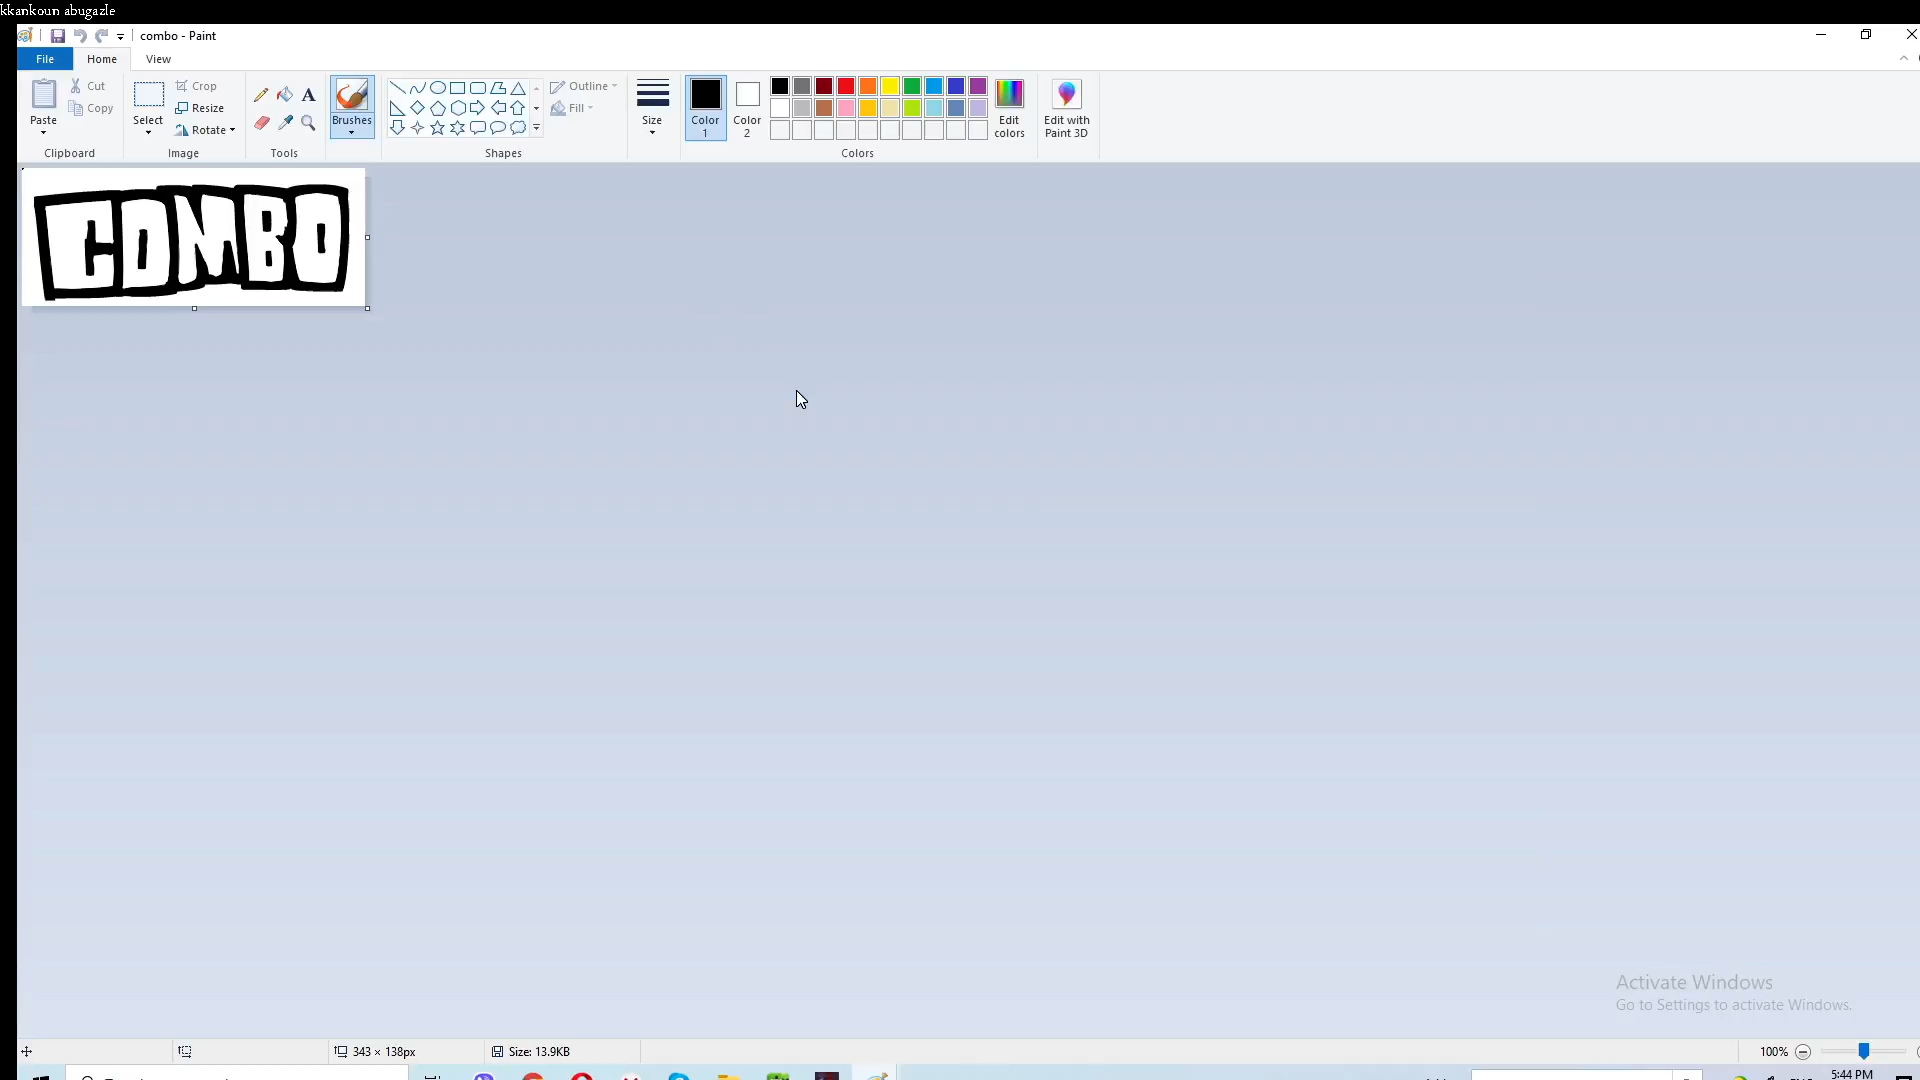 kkankoun abugazle
combo - Paint
File Home View
Paste
Cut
Copy
Clipboard
Select
Crop
Resize
Rotate
Image
A
Tools
Brushes
Shapes
Outline
Fill
Size
Color 1
Color 2
Edit colors
Colors
Edit with Paint 3D
COMBO
Activate Windows
Go to Settings to activate Windows.
343 × 138px
Size: 13.9KB
100%
5:44 PM